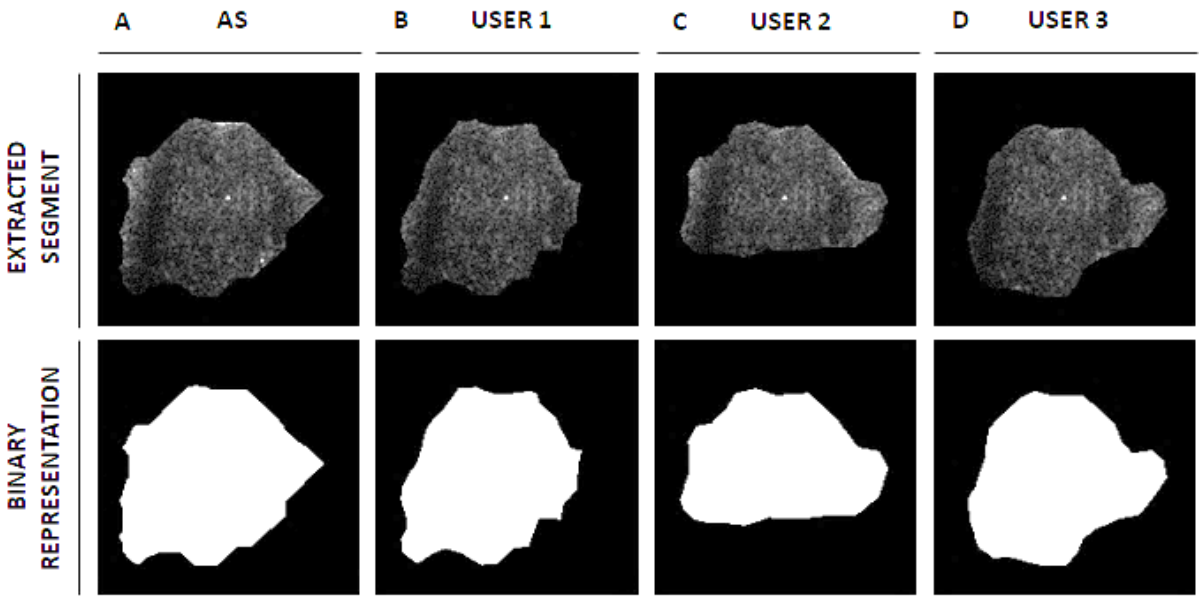 A AS B USER 1 C USER 2 D USER 3
EXTRACTED
SEGMENT
BINARY
REPRESENTATION